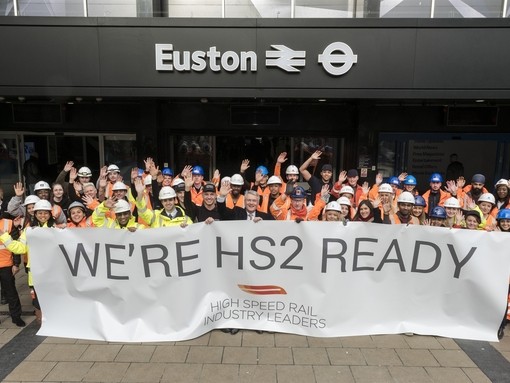 Euston
WE'RE HS2 READY
HIGH SPEED RAIL
INDUSTRY LEADERS